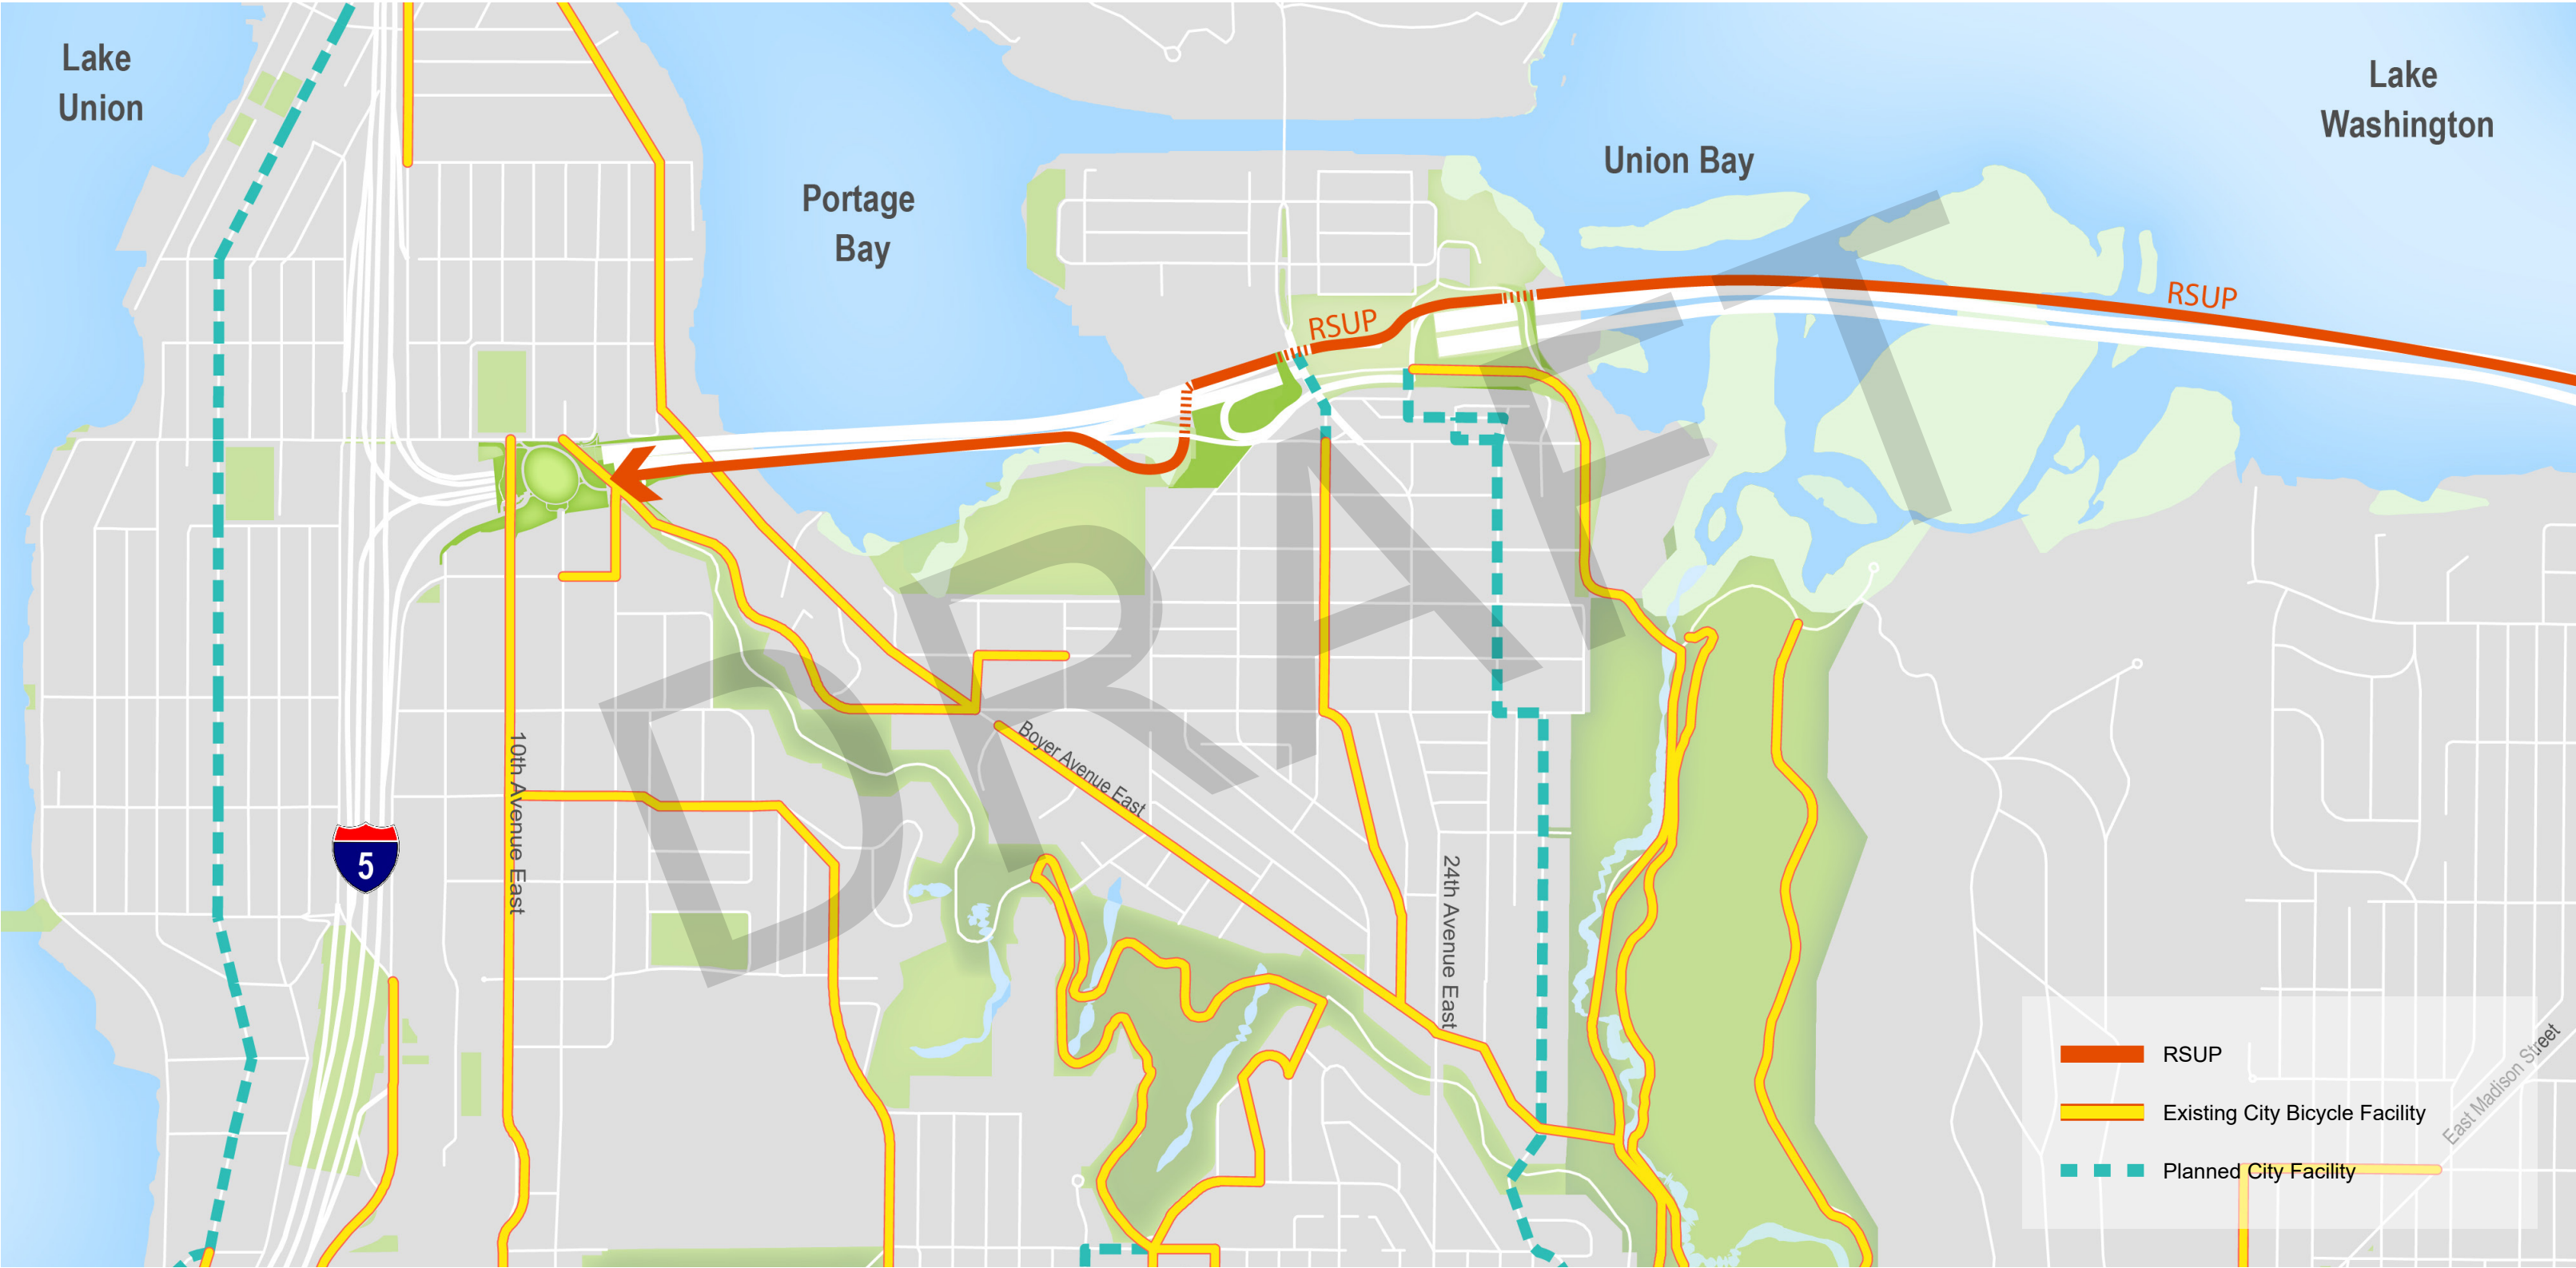 Lake
Union
Lake
Washington
Union Bay
Portage
Bay
RSUP
RSUP
DRAFT
10th Avenue East
Boyer Avenue East
24th Avenue East
5
RSUP
Existing City Bicycle Facility
Planned City Facility
East Madison Street